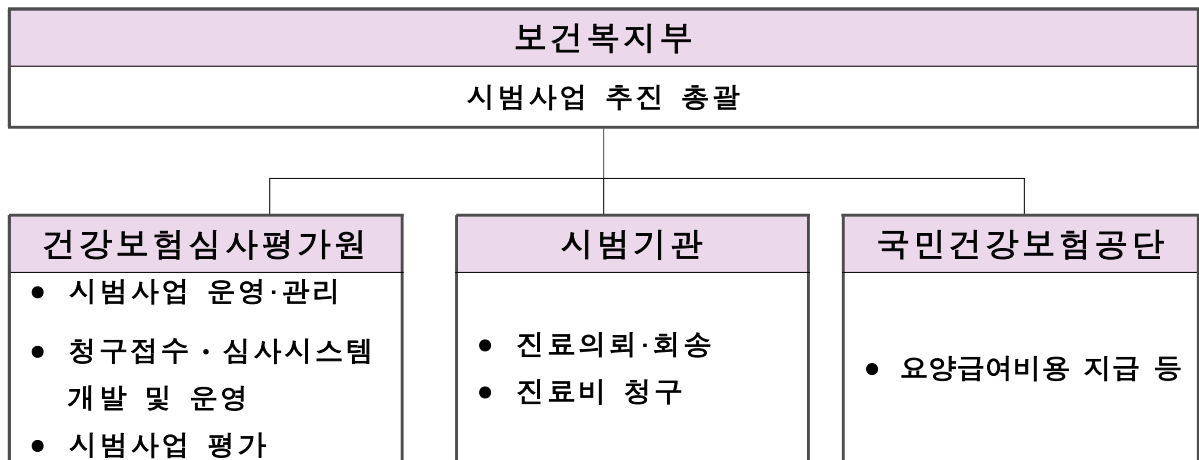 보건복지부
시범사업 추진 총괄
건강보험심사평가원
● 시범사업 운영·관리
● 청구접수・심사시스템
개발 및 운영
● 시범사업 평가
시범기관
● 진료의뢰·회송
● 진료비 청구
국민건강보험공단
● 요양급여비용 지급 등